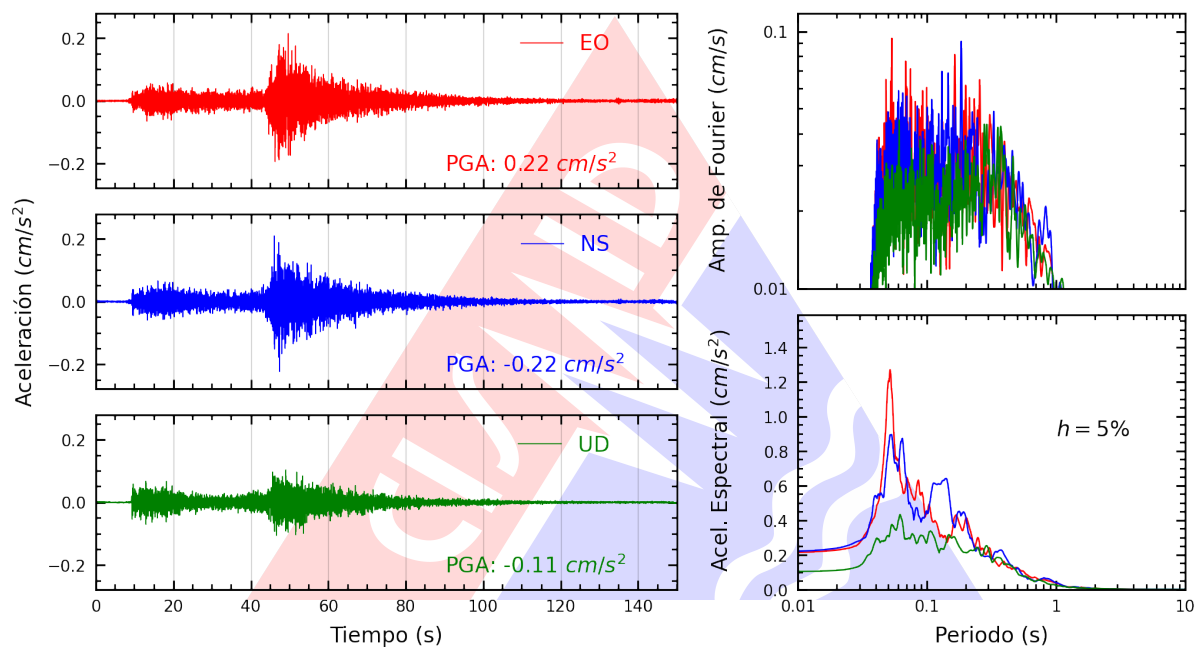 Aceleración (cm/s²)
0.2
0.0
−0.2
EO
PGA: 0.22 cm/s²
0.2
0.0
−0.2
NS
PGA: -0.22 cm/s²
0.2
0.0
−0.2
UD
PGA: -0.11 cm/s²
0 20 40 60 80 100 120 140
Tiempo (s)
CISMID
Amp. de Fourier (cm/s)
0.1
0.01
Acel. Espectral (cm/s²)
1.4
1.2
1.0
0.8
0.6
0.4
0.2
0.0
h = 5%
0.01 0.1 1 10
Periodo (s)